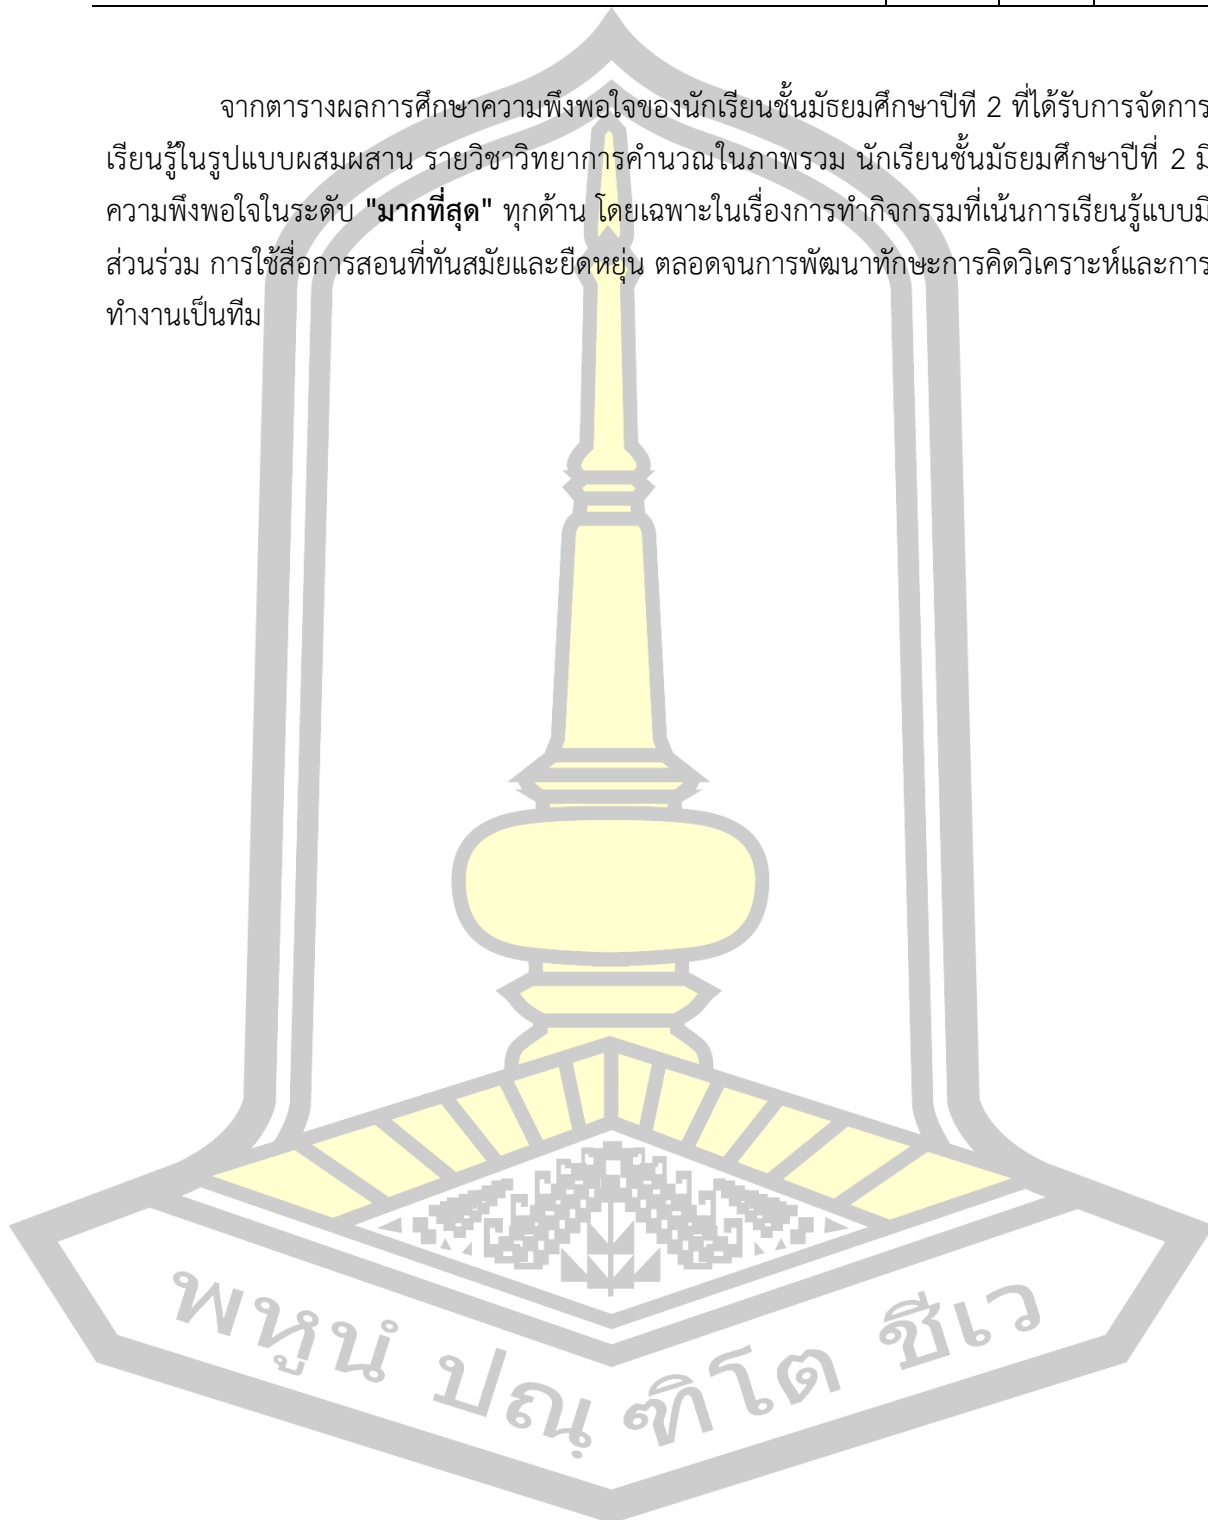 จากตารางผลการศึกษาความพึงพอใจของนักเรียนชั้นมัธยมศึกษาปีที 2 ที่ได้รับการจัดการ
เรียนรู้ในรูปแบบผสมผสาน รายวิชาวิทยาการคำนวณในภาพรวม นักเรียนชั้นมัธยมศึกษาปีที่ 2 มี
ความพึงพอใจในระดับ "มากที่สุด" ทุกด้าน โดยเฉพาะในเรื่องการทำกิจกรรมที่เน้นการเรียนรู้แบบมี
ส่วนร่วม การใช้สื่อการสอนที่ทันสมัยและยืดหยุ่น ตลอดจนการพัฒนาทักษะการคิดวิเคราะห์และการ
ทำงานเป็นทีม
พหูนํ ปณฺ ฑิโต ชีเว